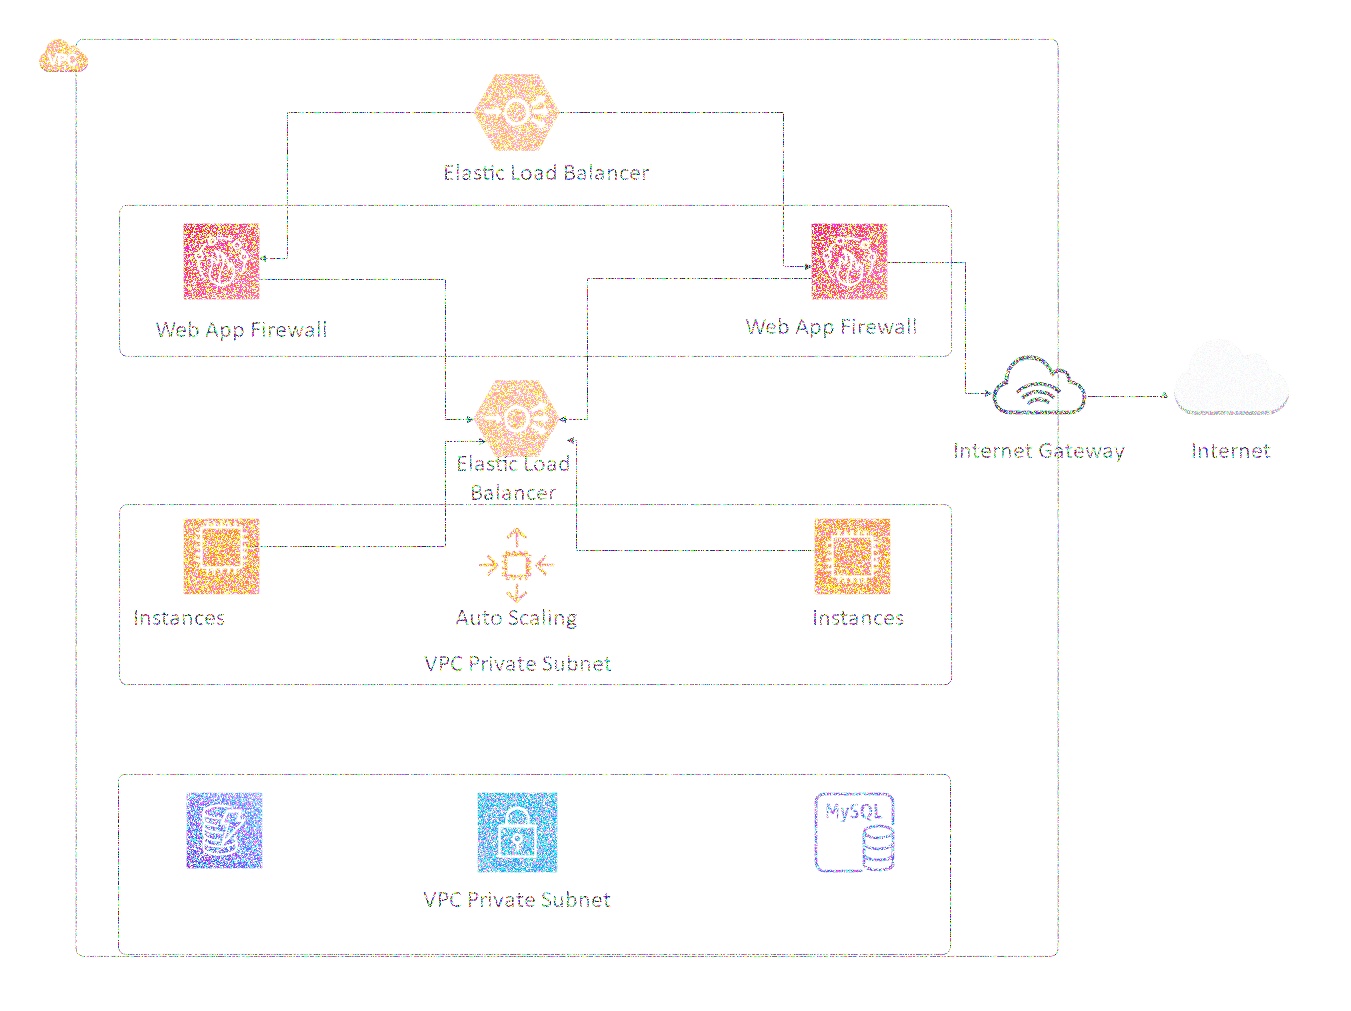 VPC
Elastic Load Balancer
Web App Firewall
Web App Firewall
Elastic Load
Balancer
Internet Gateway
Internet
Instances
Auto Scaling
Instances
VPC Private Subnet
MySQL
VPC Private Subnet